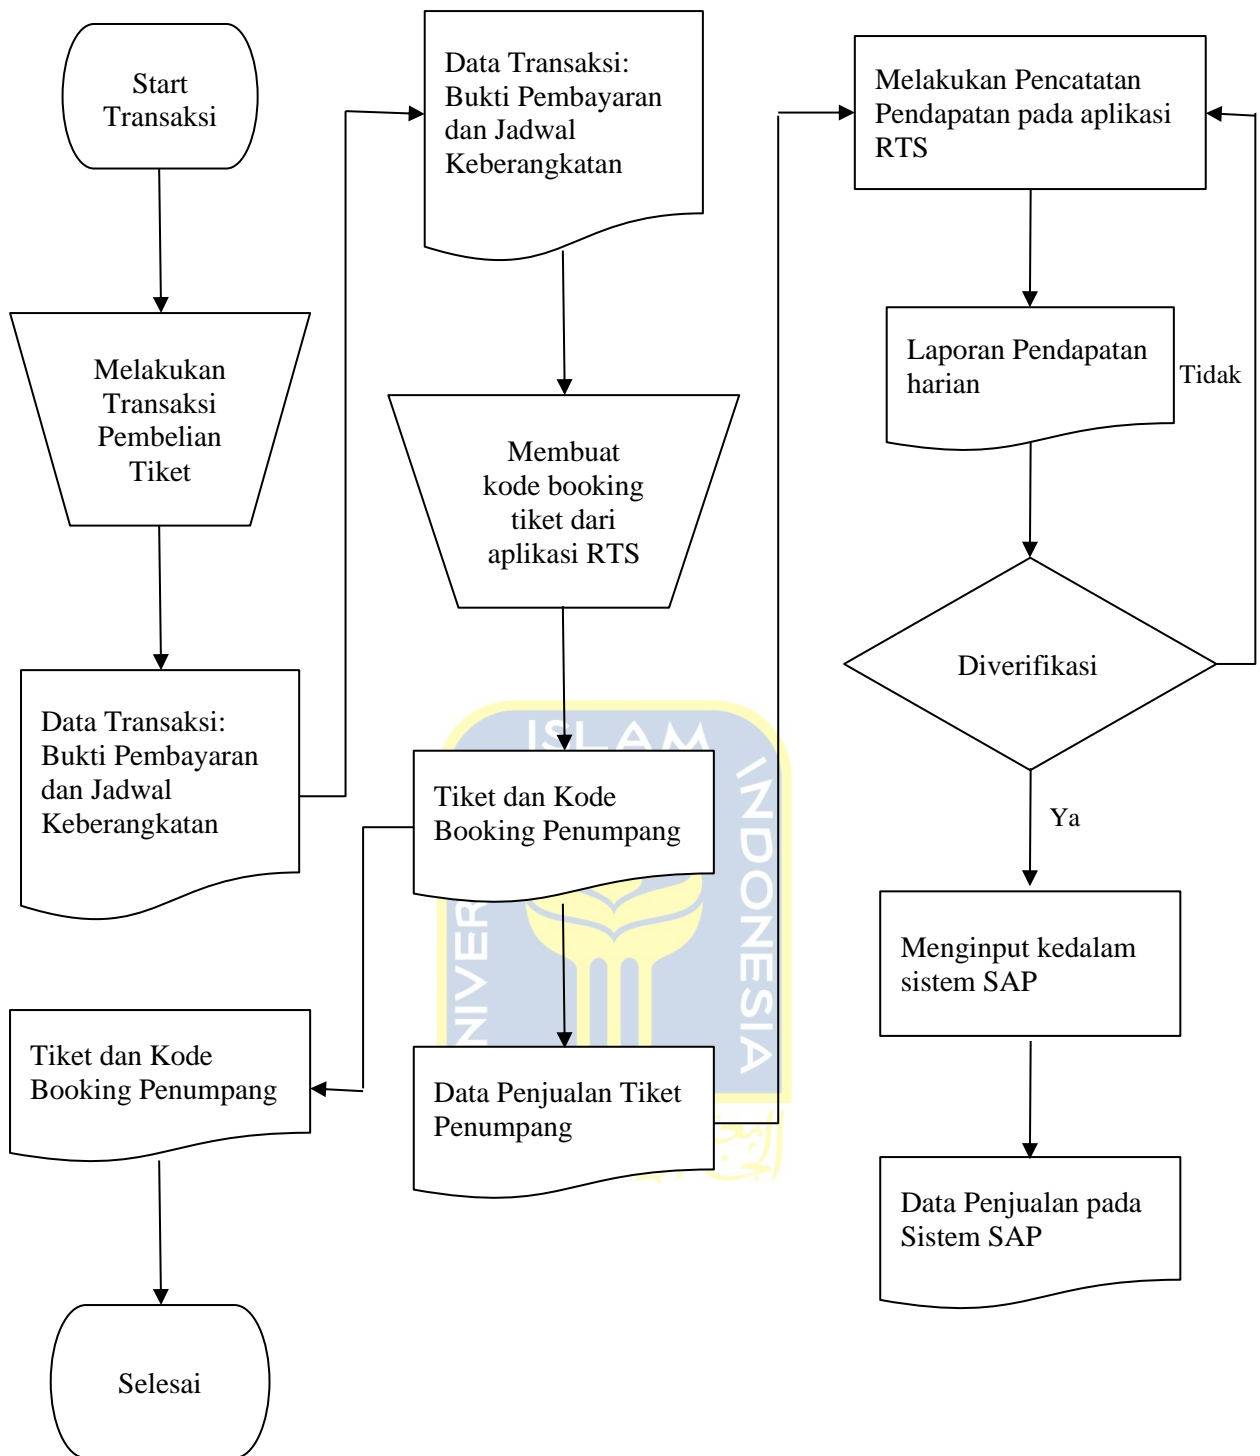 Start
Transaksi
Melakukan
Transaksi
Pembelian
Tiket
Data Transaksi:
Bukti Pembayaran
dan Jadwal
Keberangkatan
Tiket dan Kode
Booking Penumpang
Selesai
Data Transaksi:
Bukti Pembayaran
dan Jadwal
Keberangkatan
Membuat
kode booking
tiket dari
aplikasi RTS
Tiket dan Kode
Booking Penumpang
Data Penjualan Tiket
Penumpang
ISLAM
INDONESIA
Melakukan Pencatatan
Pendapatan pada aplikasi
RTS
Laporan Pendapatan
harian
Tidak
Diverifikasi
Ya
Menginput kedalam
sistem SAP
Data Penjualan pada
Sistem SAP